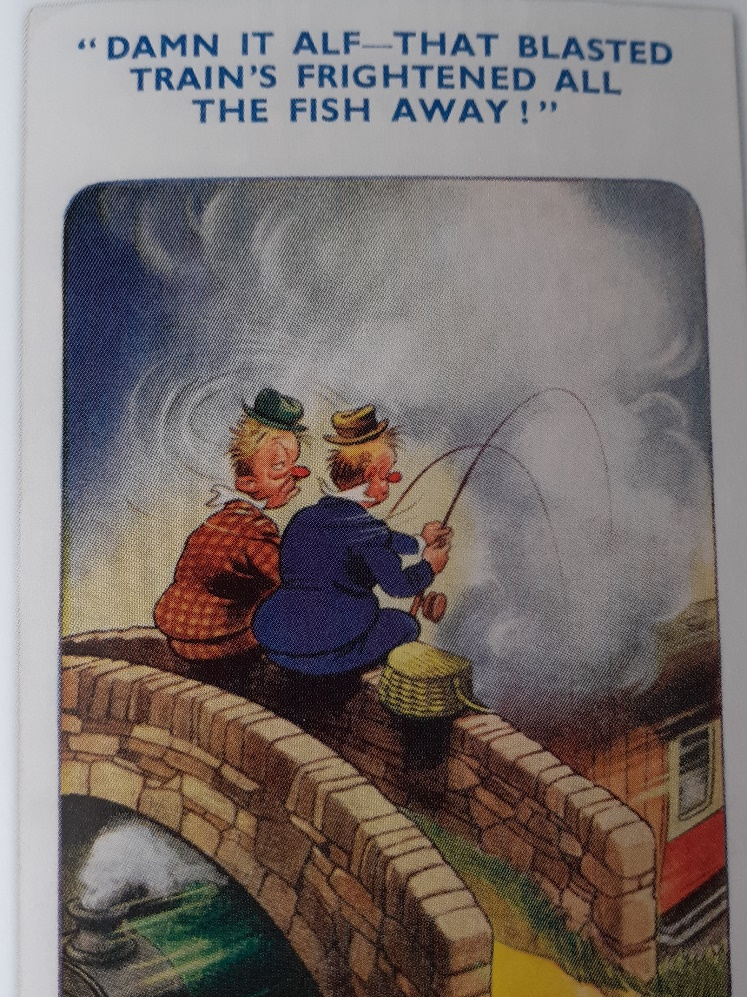 “DAMN IT ALF—THAT BLASTED
TRAIN’S FRIGHTENED ALL
THE FISH AWAY!”